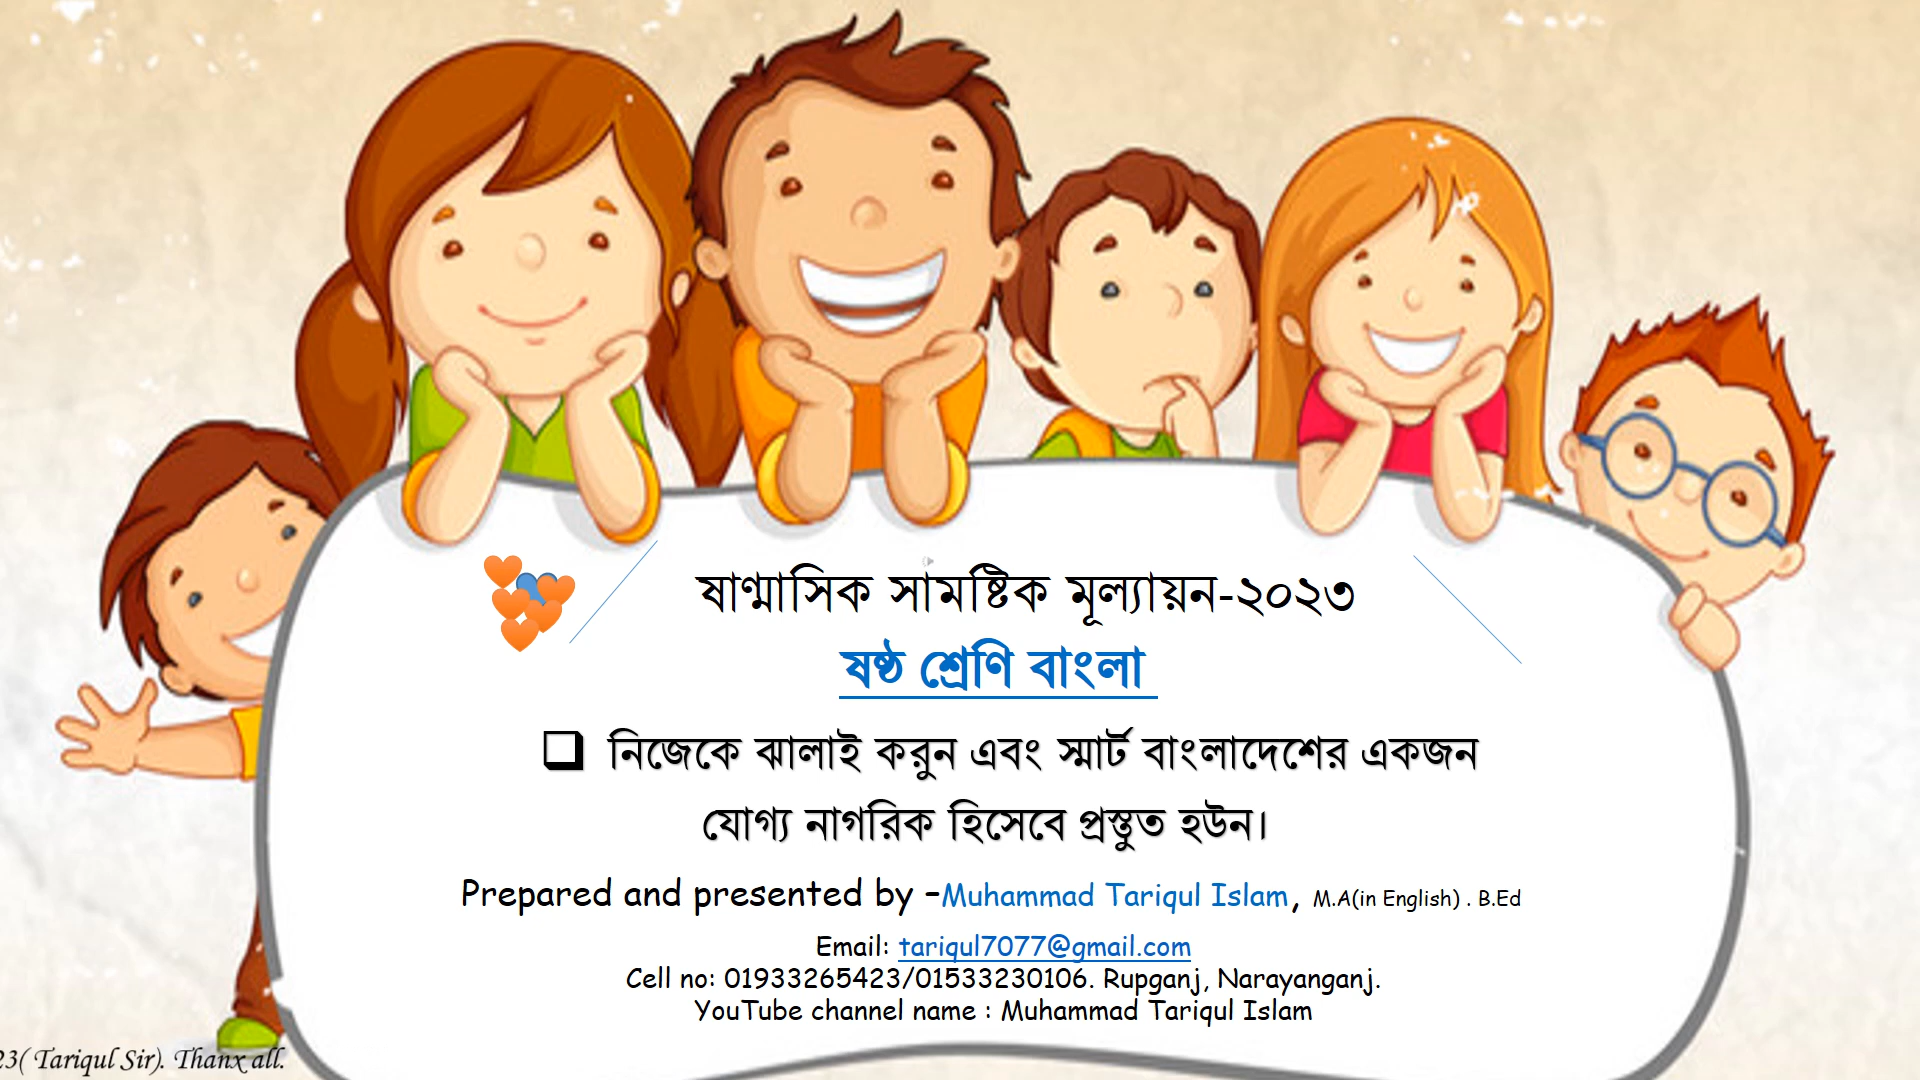 ষাণ্মাসিক সামষ্টিক মূল্যায়ন-২০২৩
ষষ্ঠ শ্রেণি বাংলা
❑ নিজেকে ঝালাই করুন এবং স্মার্ট বাংলাদেশের একজন
যোগ্য নাগরিক হিসেবে প্রস্তুত হউন।
Prepared and presented by –Muhammad Tariqul Islam, M.A(in English) . B.Ed
Email: tariqul7077@gmail.com
Cell no: 01933265423/01533230106. Rupganj, Narayanganj.
YouTube channel name : Muhammad Tariqul Islam
23( Tariqul Sir). Thanx all.